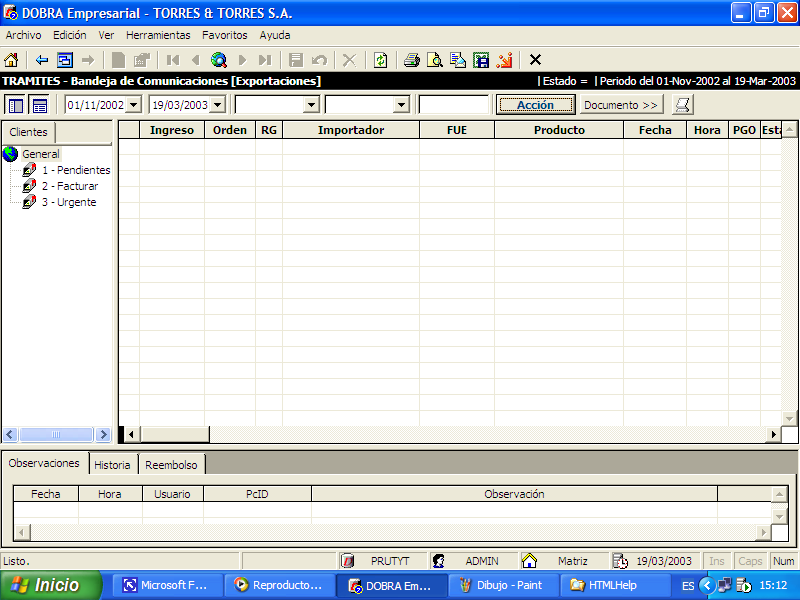 DOBRA Empresarial - TORRES & TORRES S.A.
Archivo Edición Ver Herramientas Favoritos Ayuda
TRAMITES - Bandeja de Comunicaciones [Exportaciones] | Estado = | Periodo del 01-Nov-2002 al 19-Mar-2003
01/11/2002 19/03/2003 Acción Documento >>
Clientes
Ingreso Orden RG Importador FUE Producto Fecha Hora PGO Esta
General
1 - Pendientes
2 - Facturar
3 - Urgente
Observaciones Historia Reembolso
Fecha Hora Usuario PcID Observación
Listo. PRUTYT ADMIN Matriz 19/03/2003 Ins Caps Num
Inicio Microsoft F... Reproducto... DOBRA Em... Dibujo - Paint HTMLHelp ES 15:12